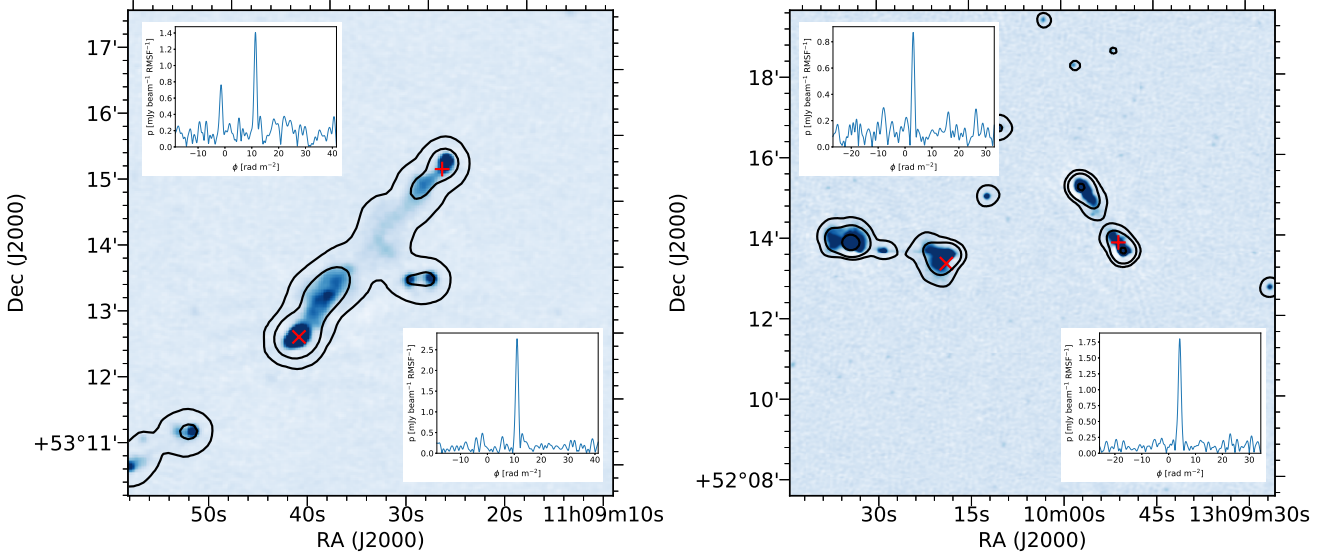 17'
16'
15'
14'
13'
12'
+53°11'
Dec (J2000)
50s
40s
30s
20s
11h09m10s
RA (J2000)
1.4
1.2
1.0
0.8
0.6
0.4
0.2
0.0
p [mJy beam⁻¹ RMSF⁻¹]
−10
0
10
20
30
40
ϕ [rad m⁻²]
2.5
2.0
1.5
1.0
0.5
0.0
p [mJy beam⁻¹ RMSF⁻¹]
−10
0
10
20
30
40
ϕ [rad m⁻²]
18'
16'
14'
12'
10'
+52°08'
Dec (J2000)
30s
15s
10m00s
45s
13h09m30s
RA (J2000)
0.8
0.6
0.4
0.2
0.0
p [mJy beam⁻¹ RMSF⁻¹]
−20
−10
0
10
20
30
ϕ [rad m⁻²]
1.75
1.50
1.25
1.00
0.75
0.50
0.25
0.00
p [mJy beam⁻¹ RMSF⁻¹]
−20
−10
0
10
20
30
ϕ [rad m⁻²]